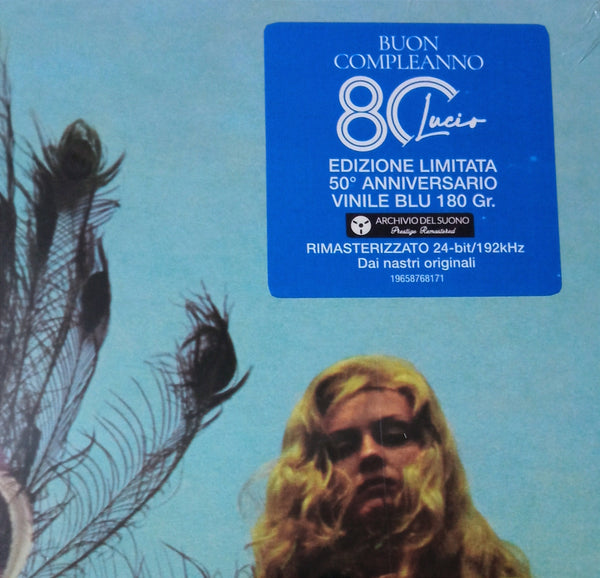 BUON
COMPLEANNO
80 Lucio
EDIZIONE LIMITATA
50° ANNIVERSARIO
VINILE BLU 180 Gr.
ARCHIVIO DEL SUONO
Prestige Remastered
RIMASTERIZZATO 24-bit/192kHz
Dai nastri originali
19658768171